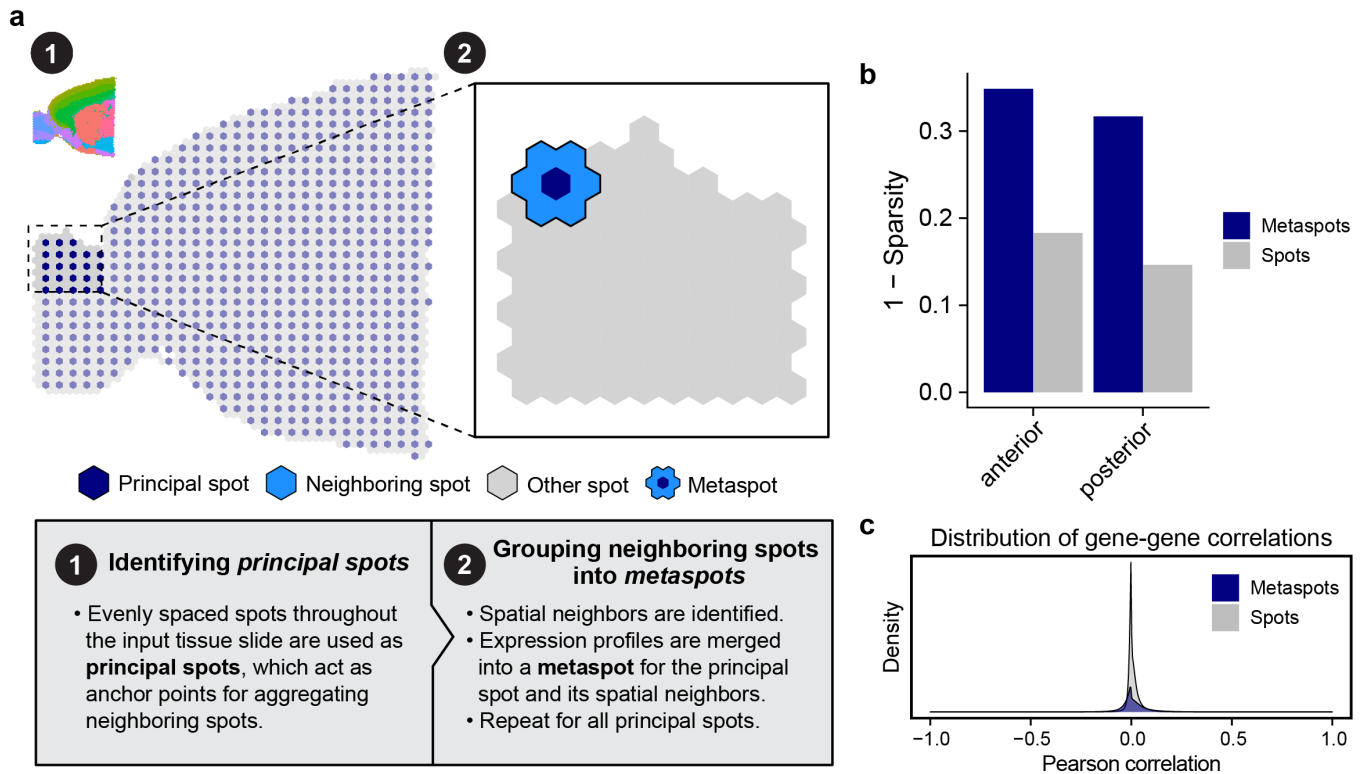 a
1
2
Principal spot
Neighboring spot
Other spot
Metaspot
1
Identifying principal spots
• Evenly spaced spots throughout
the input tissue slide are used as
principal spots, which act as
anchor points for aggregating
neighboring spots.
2
Grouping neighboring spots
into metaspots
• Spatial neighbors are identified.
• Expression profiles are merged
into a metaspot for the principal
spot and its spatial neighbors.
• Repeat for all principal spots.
b
1 − Sparsity
0.3
0.2
0.1
0.0
anterior
posterior
Metaspots
Spots
c
Distribution of gene-gene correlations
Density
Metaspots
Spots
−1.0
−0.5
0.0
0.5
1.0
Pearson correlation